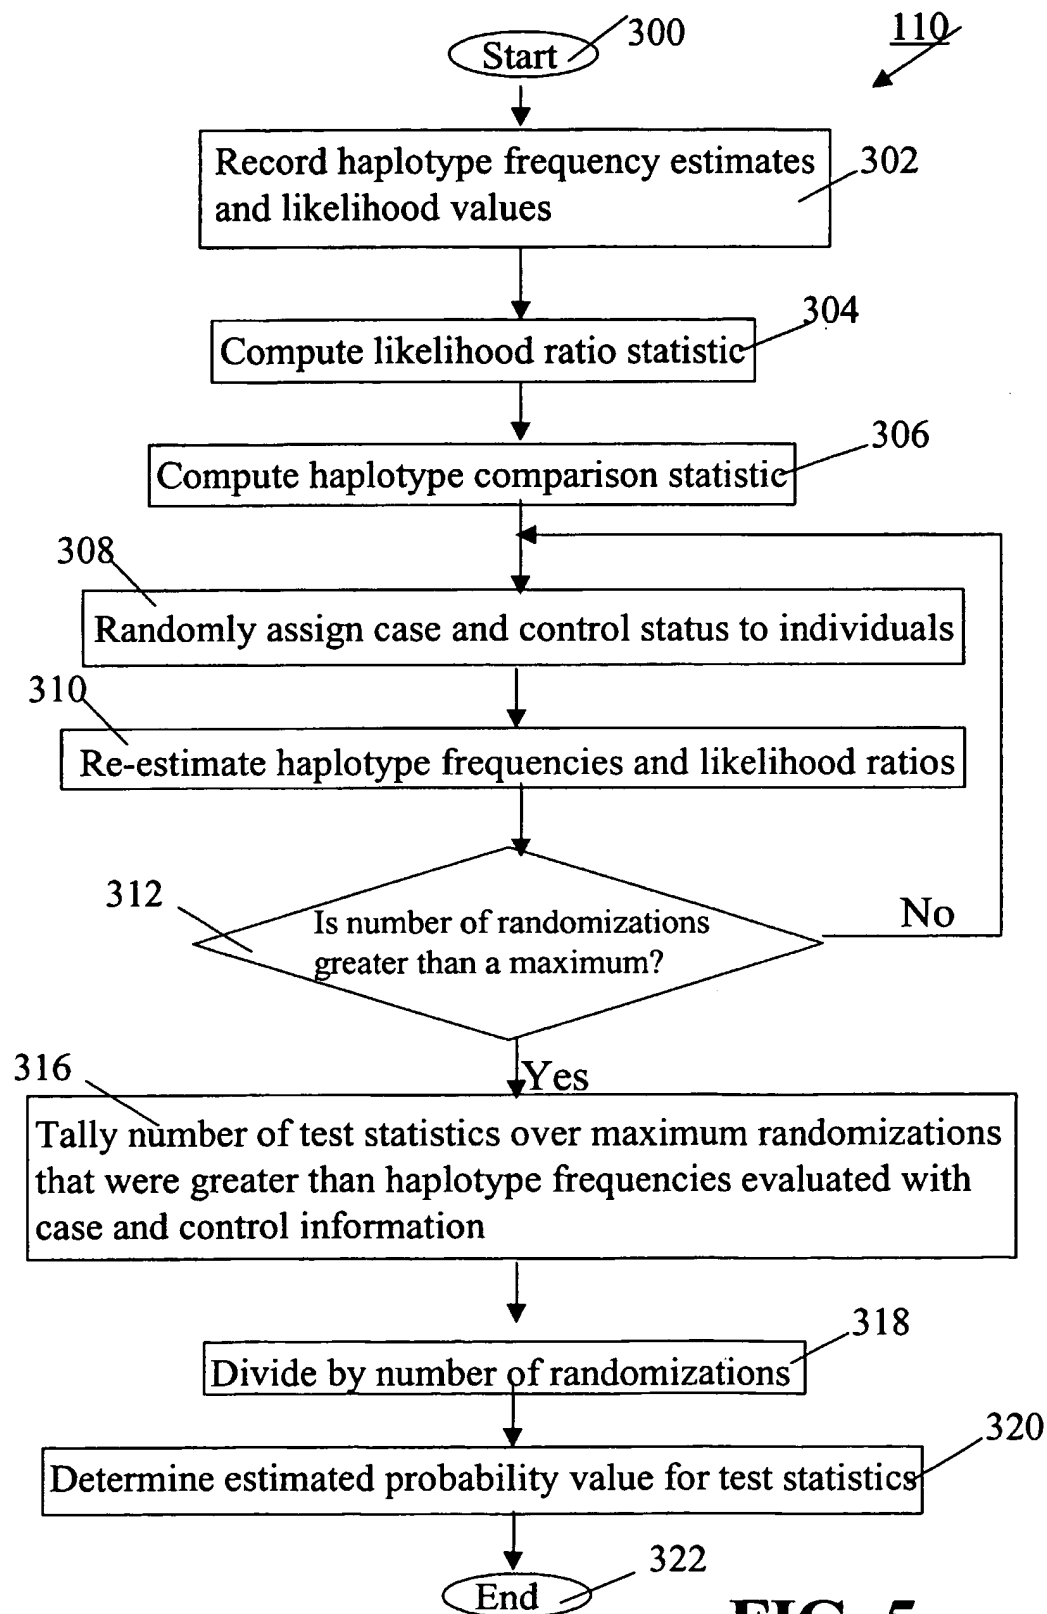 Start
300
110
Record haplotype frequency estimates
and likelihood values
302
Compute likelihood ratio statistic
304
Compute haplotype comparison statistic
306
308
Randomly assign case and control status to individuals
310
Re-estimate haplotype frequencies and likelihood ratios
312
Is number of randomizations
greater than a maximum?
No
Yes
316
Tally number of test statistics over maximum randomizations
that were greater than haplotype frequencies evaluated with
case and control information
318
Divide by number of randomizations
320
Determine estimated probability value for test statistics
End
322
FIG. 5